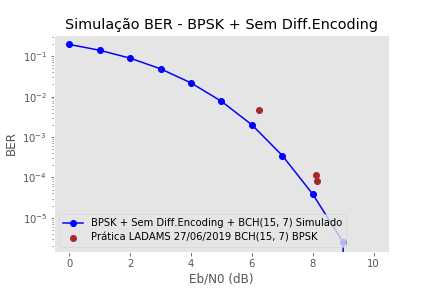 Simulação BER - BPSK + Sem Diff.Encoding
BER
10⁻¹
10⁻²
10⁻³
10⁻⁴
10⁻⁵
BPSK + Sem Diff.Encoding + BCH(15, 7) Simulado
Prática LADAMS 27/06/2019 BCH(15, 7) BPSK
0 2 4 6 8 10
Eb/N0 (dB)